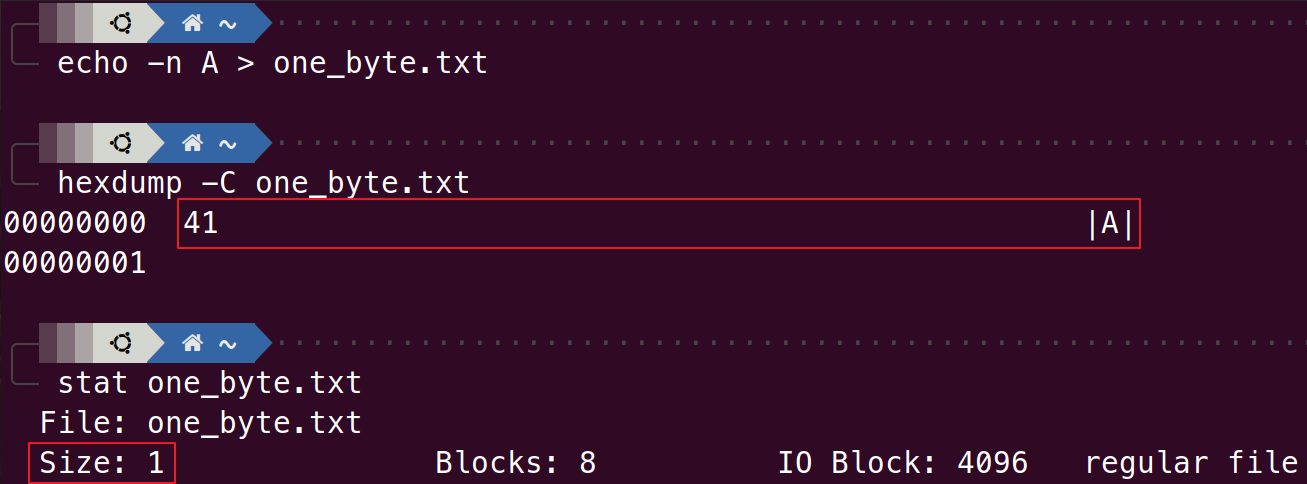 ~
echo -n A > one_byte.txt
~
hexdump -C one_byte.txt
00000000 41 |A|
00000001
~
stat one_byte.txt
File: one_byte.txt
Size: 1 Blocks: 8 IO Block: 4096 regular file